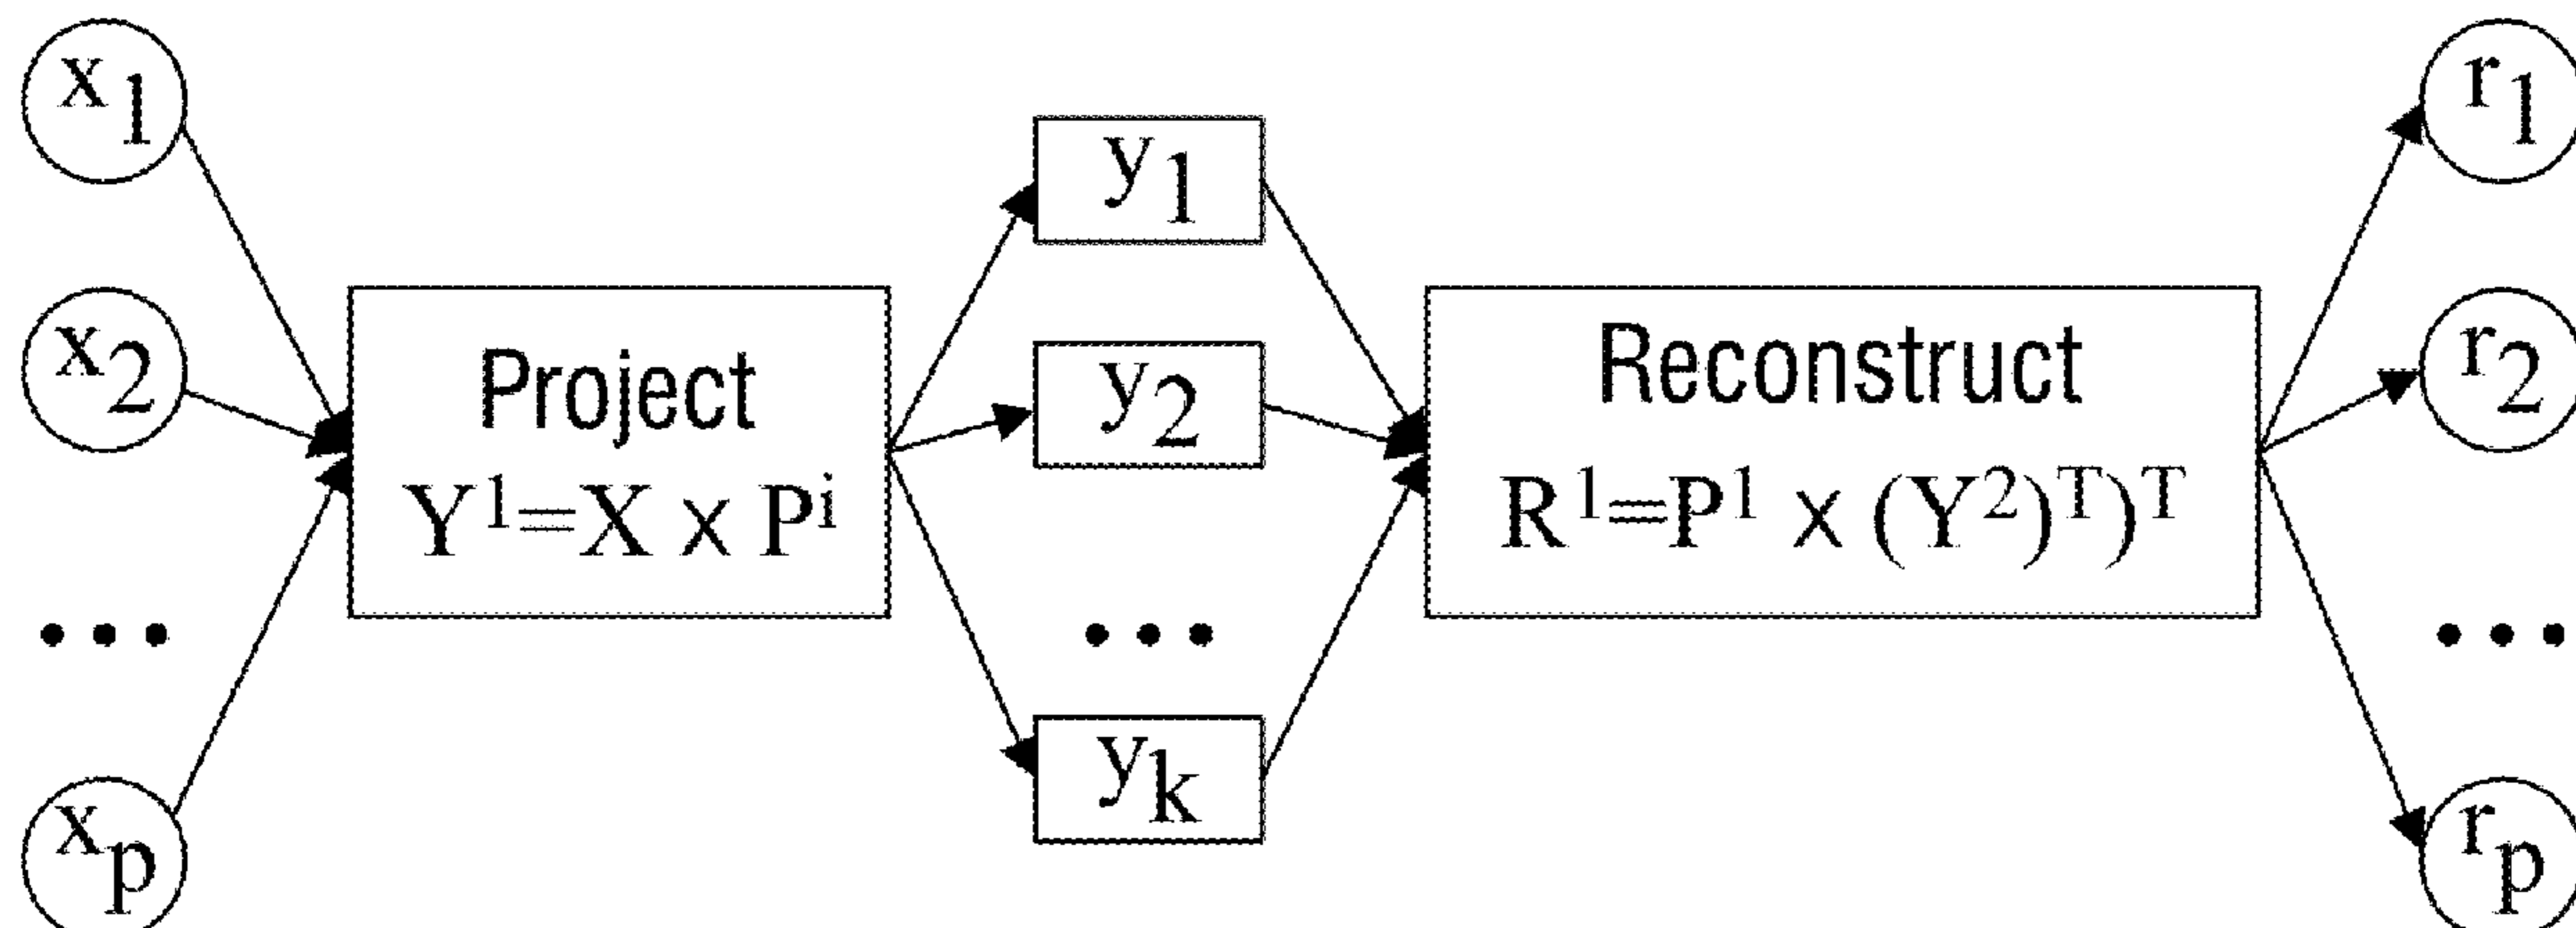 x1
x2
...
xp
Project
Y¹=X x Pⁱ
y1
y2
...
yk
Reconstruct
R¹=P¹ x (Y²)ᵀ)ᵀ
r1
r2
...
rp